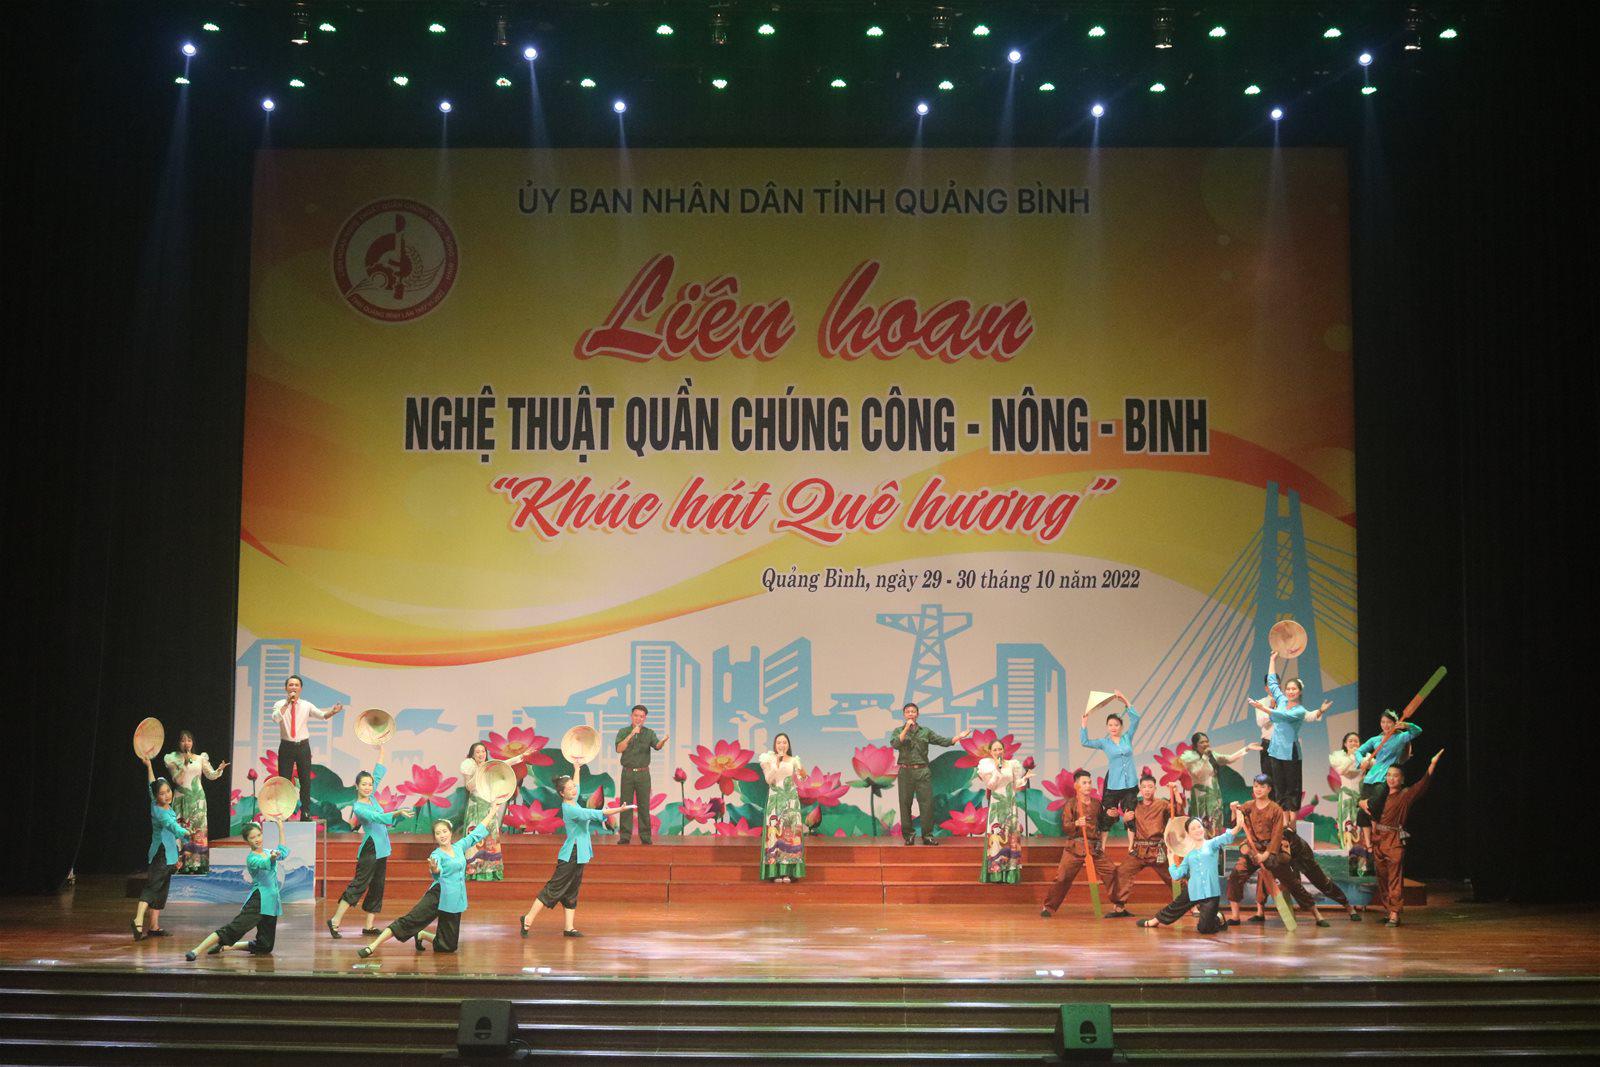 ỦY BAN NHÂN DÂN TỈNH QUẢNG BÌNH
Liên hoan
NGHỆ THUẬT QUẦN CHÚNG CÔNG - NÔNG - BINH
“Khúc hát Quê hương”
Quảng Bình, ngày 29 - 30 tháng 10 năm 2022